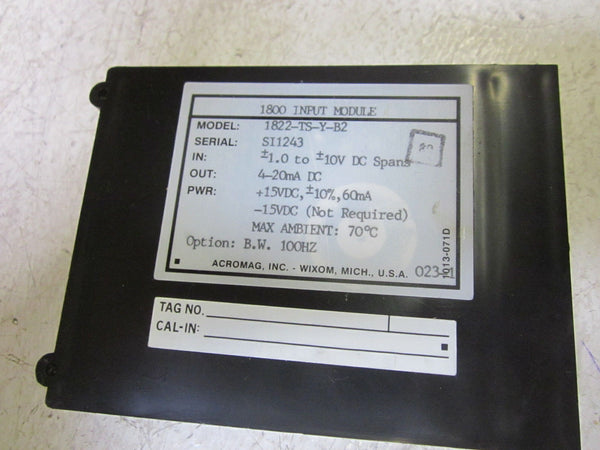 1800 INPUT MODULE
MODEL: 1822-TS-Y-B2
SERIAL: SI1243
IN: ±1.0 to ±10V DC Spans
OUT: 4-20mA DC
PWR: +15VDC,±10%,60mA
-15VDC (Not Required)
MAX AMBIENT: 70°C
Option: B.W. 100HZ
ACROMAG, INC. - WIXOM, MICH., U.S.A.
1013-071D
TAG NO.
CAL-IN: